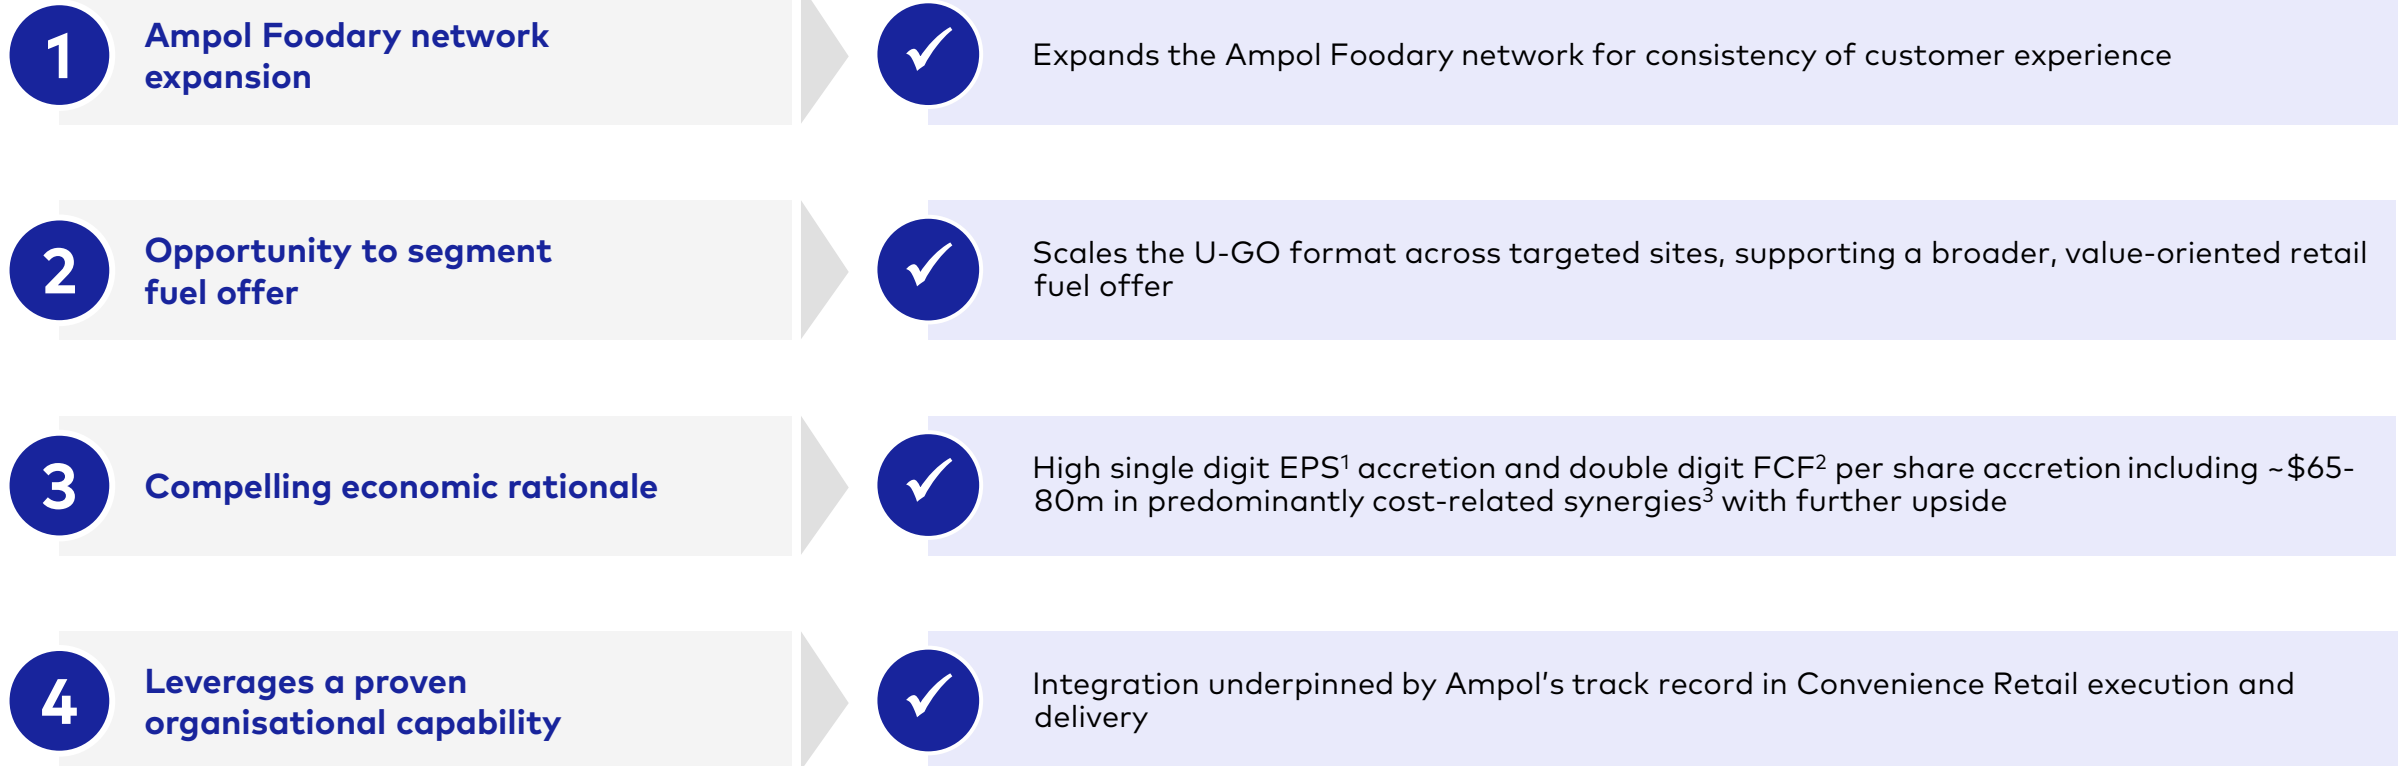 1
Ampol Foodary network
expansion
Expands the Ampol Foodary network for consistency of customer experience
2
Opportunity to segment
fuel offer
Scales the U-GO format across targeted sites, supporting a broader, value-oriented retail
fuel offer
3
Compelling economic rationale
High single digit EPS¹ accretion and double digit FCF² per share accretion including ~$65-
80m in predominantly cost-related synergies³ with further upside
4
Leverages a proven
organisational capability
Integration underpinned by Ampol’s track record in Convenience Retail execution and
delivery